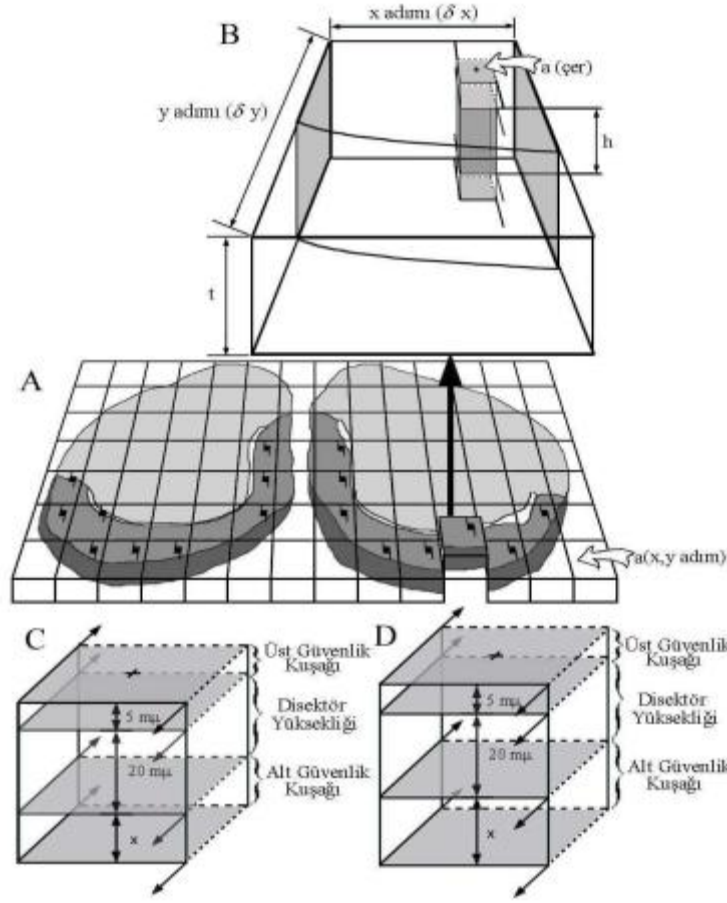 x adımı (δ x)
B
a (çer)
y adımı (δ y)
h
t
A
a(x,y adım)
C
Üst Güvenlik
Kuşağı
5 mµ
Disektör
Yüksekliği
20 mµ
Alt Güvenlik
Kuşağı
x
D
Üst Güvenlik
Kuşağı
5 mµ
Disektör
Yüksekliği
20 mµ
Alt Güvenlik
Kuşağı
x